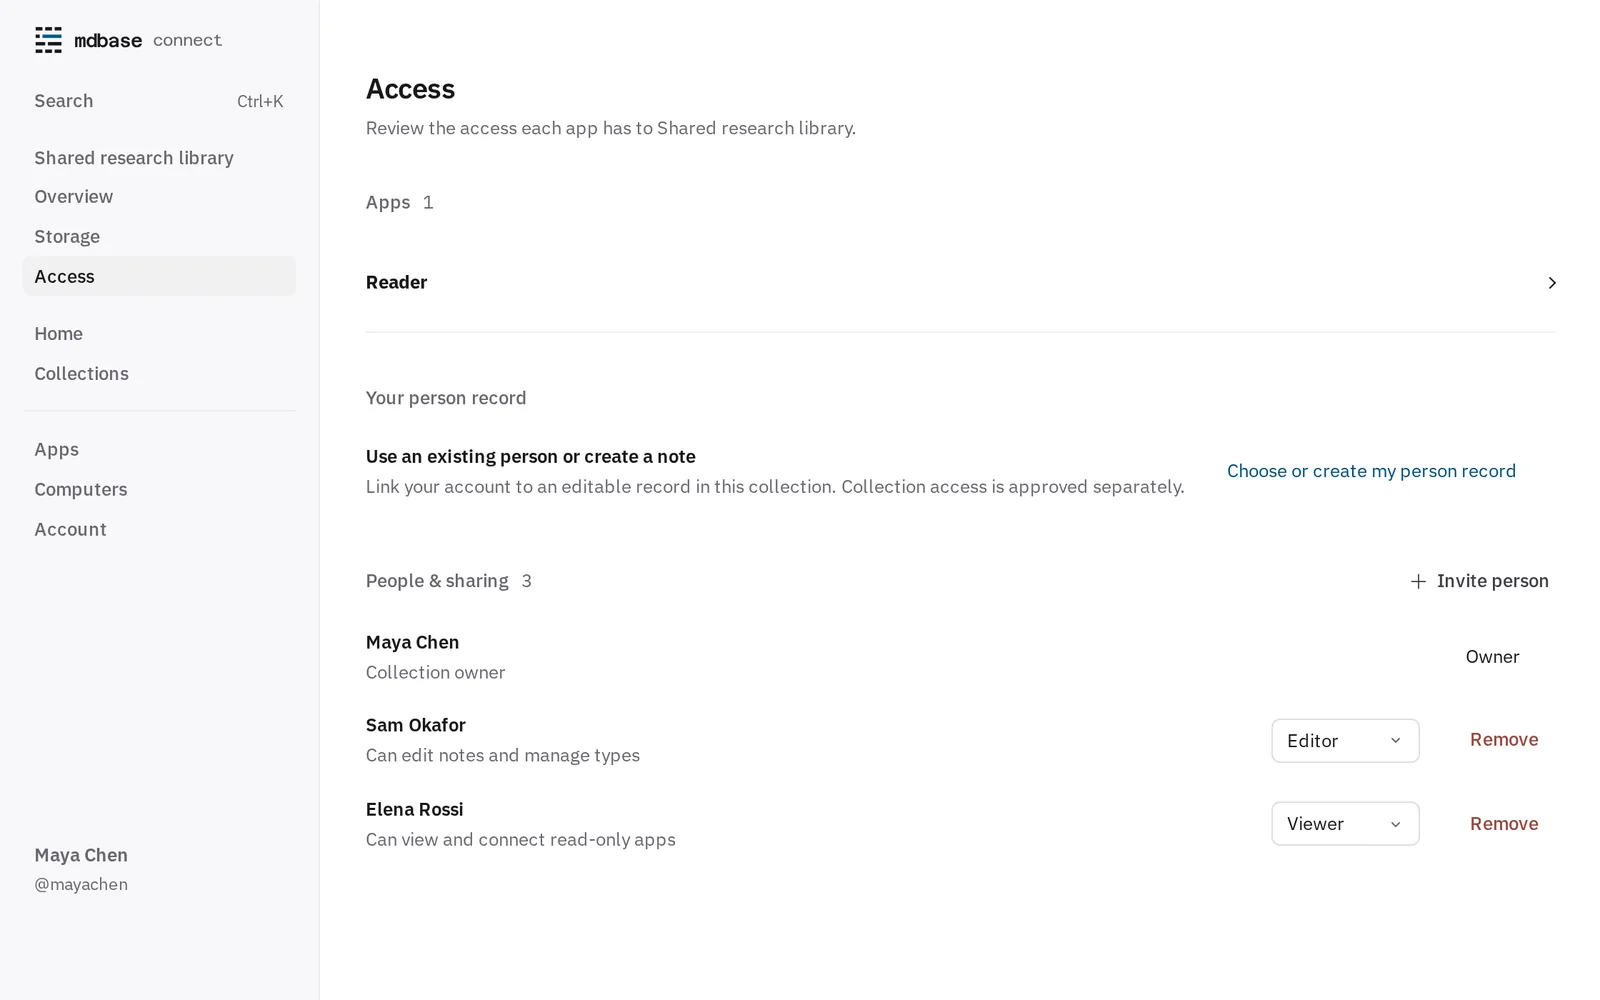 mdbase connect
Search Ctrl+K
Shared research library
Overview
Storage
Access
Home
Collections
Apps
Computers
Account
Maya Chen
@mayachen
Access
Review the access each app has to Shared research library.
Apps 1
Reader
Your person record
Use an existing person or create a note
Link your account to an editable record in this collection. Collection access is approved separately.
Choose or create my person record
People & sharing 3
+ Invite person
Maya Chen
Collection owner
Owner
Sam Okafor
Can edit notes and manage types
Editor
Remove
Elena Rossi
Can view and connect read-only apps
Viewer
Remove